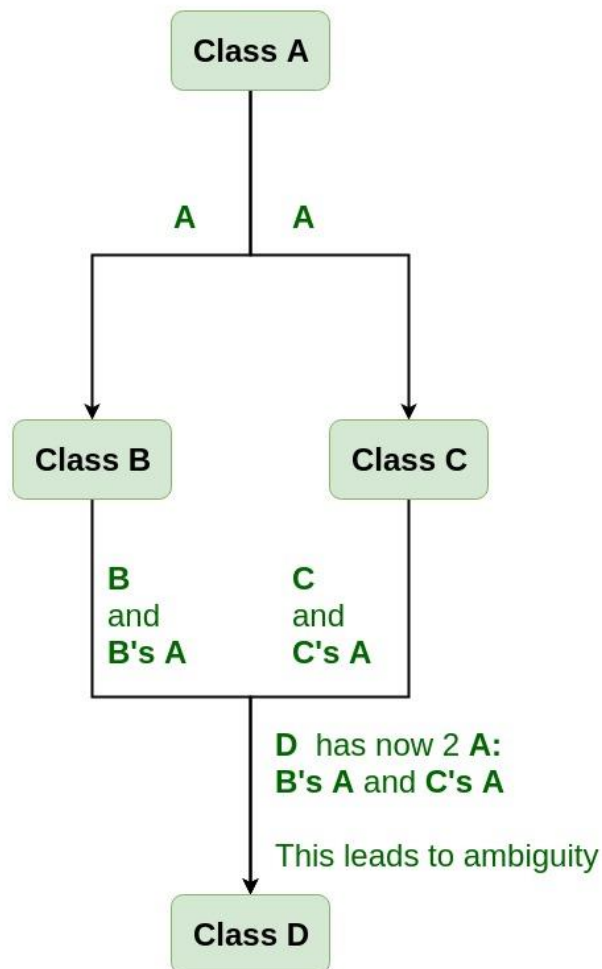 Class A
A A
Class B Class C
B C
and and
B's A C's A
D has now 2 A:
B's A and C's A
This leads to ambiguity
Class D